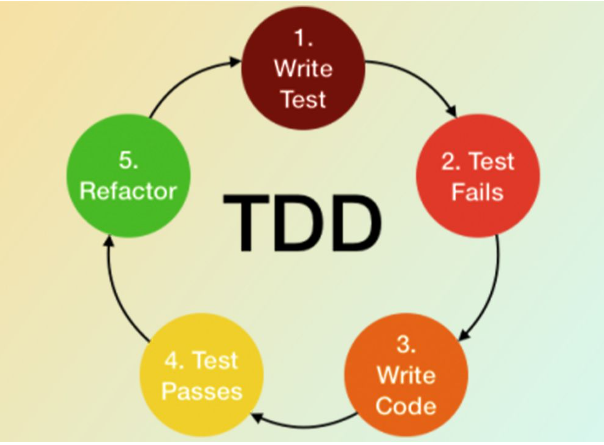 1.
Write
Test
2. Test
Fails
3.
Write
Code
4. Test
Passes
5.
Refactor
TDD